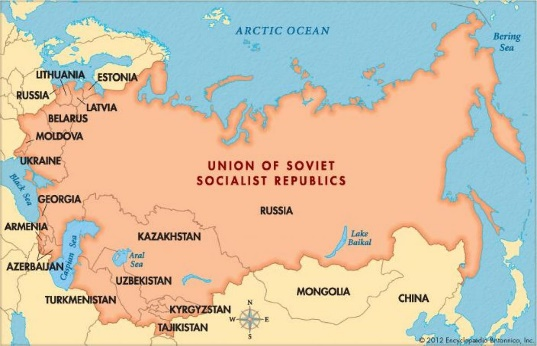 ARCTIC OCEAN
Bering
Sea
LITHUANIA
ESTONIA
RUSSIA
LATVIA
BELARUS
MOLDOVA
UKRAINE
UNION OF SOVIET
SOCIALIST REPUBLICS
Black Sea
GEORGIA
RUSSIA
ARMENIA
KAZAKHSTAN
Lake
Baikal
Caspian Sea
Aral
Sea
AZERBAIJAN
UZBEKISTAN
TURKMENISTAN
MONGOLIA
CHINA
KYRGYZSTAN
TAJIKISTAN
N
W
E
S
© 2012 Encyclopædia Britannica, Inc.